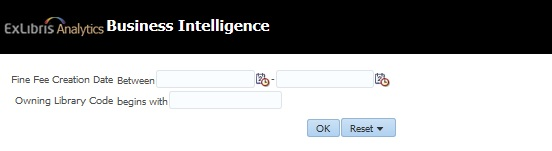 ExLibris Analytics Business Intelligence
Fine Fee Creation Date Between -
Owning Library Code begins with
OK Reset